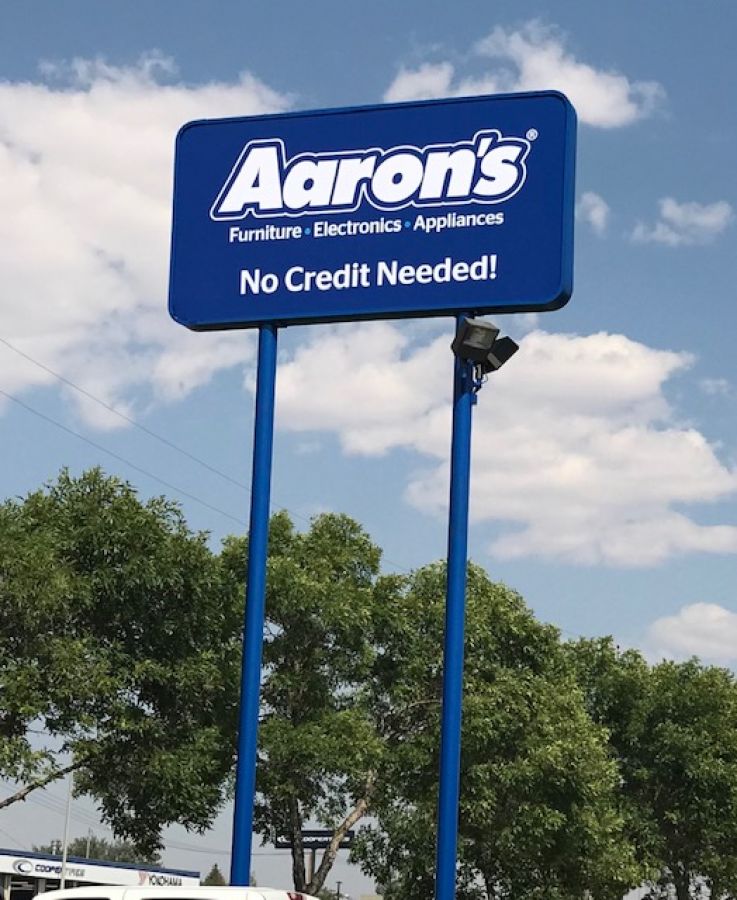 Aaron's®
Furniture • Electronics • Appliances
No Credit Needed!
COOPER TIRES
YOKOHAMA